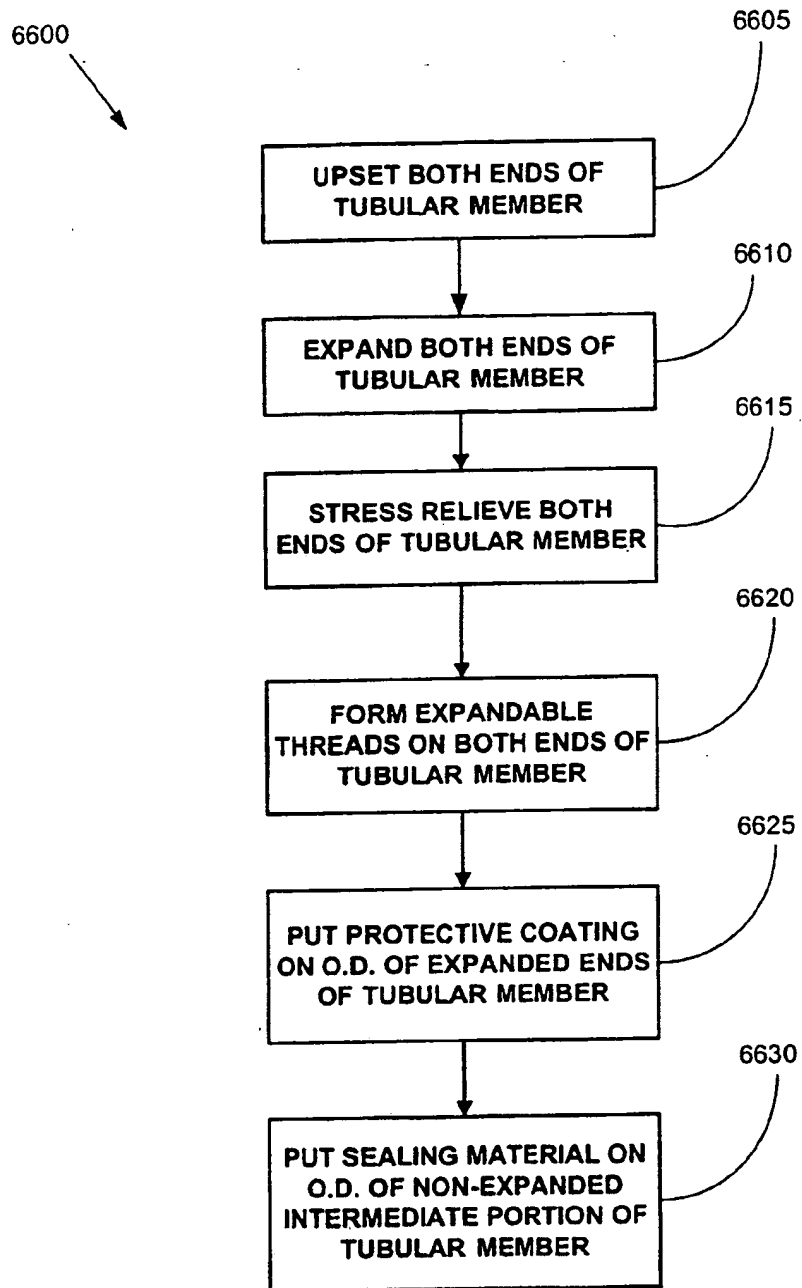 6600
6605
UPSET BOTH ENDS OF
TUBULAR MEMBER
6610
EXPAND BOTH ENDS OF
TUBULAR MEMBER
6615
STRESS RELIEVE BOTH
ENDS OF TUBULAR MEMBER
6620
FORM EXPANDABLE
THREADS ON BOTH ENDS OF
TUBULAR MEMBER
6625
PUT PROTECTIVE COATING
ON O.D. OF EXPANDED ENDS
OF TUBULAR MEMBER
6630
PUT SEALING MATERIAL ON
O.D. OF NON-EXPANDED
INTERMEDIATE PORTION OF
TUBULAR MEMBER